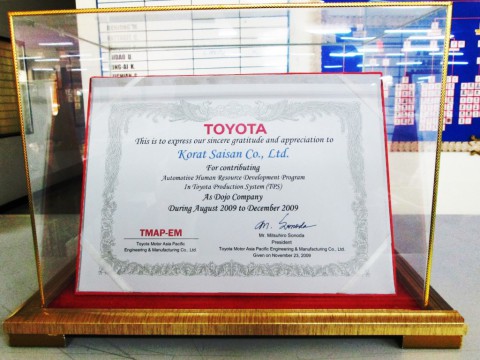 TOYOTA
This is to express our sincere gratitude and appreciation to
Korat Saisan Co., Ltd.
For contributing
Automotive Human Resource Development Program
In Toyota Production System (TPS)
As Dojo Company
During August 2009 to December 2009
TMAP-EM
Toyota Motor Asia Pacific
Engineering & Manufacturing Co., Ltd.
Mr. Mitsuhiro Sonoda
President
Toyota Motor Asia Pacific Engineering & Manufacturing Co., Ltd.
Given on November 23, 2009